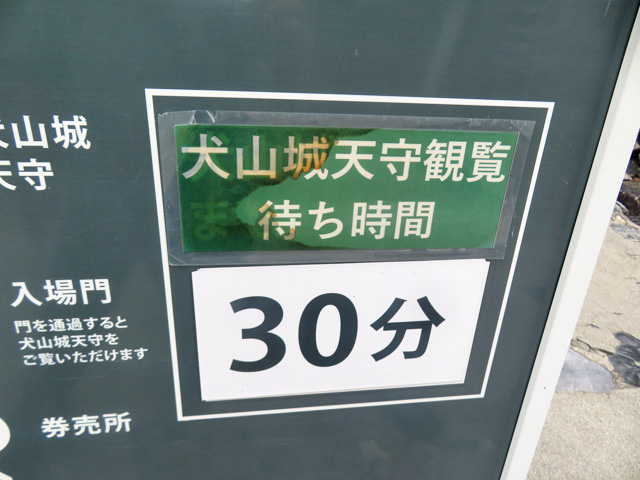 犬山城
天守
入場門
門を通過すると
犬山城天守を
ご覧いただけます
券売所
犬山城天守観覧
待ち時間
30分